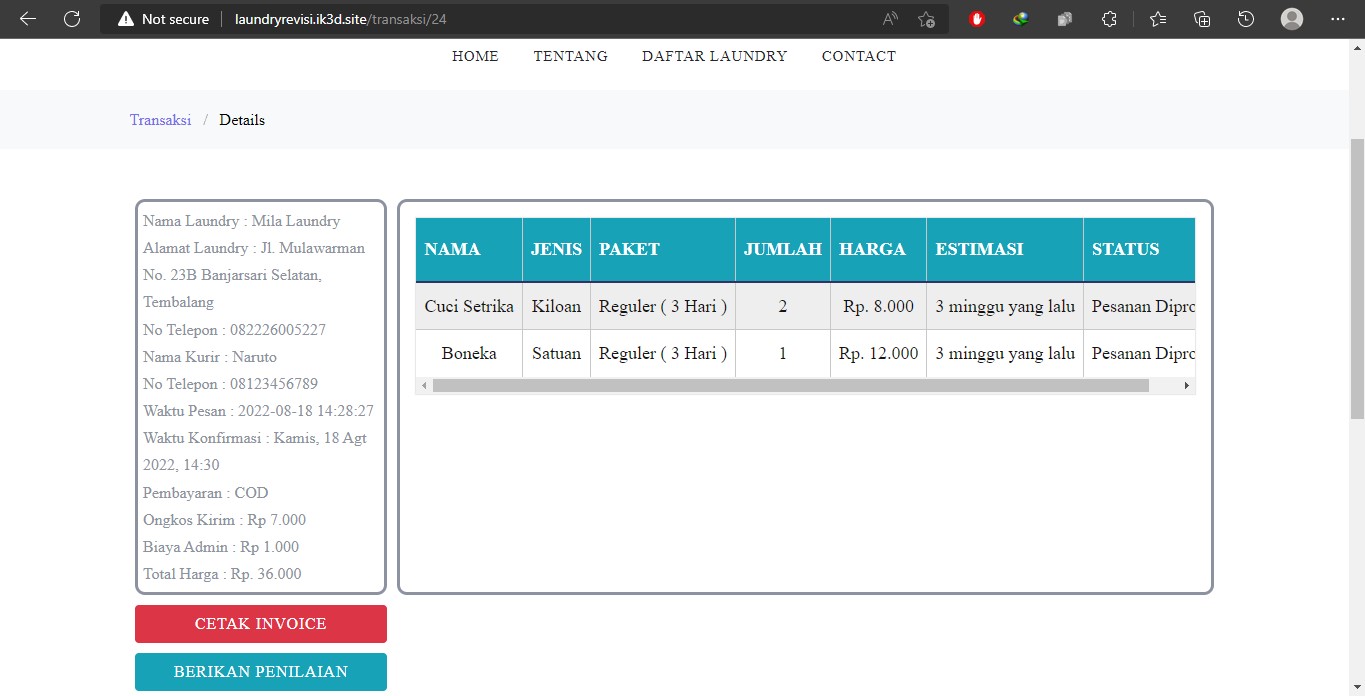 Not secure | laundryrevisi.ik3d.site/transaksi/24
HOME TENTANG DAFTAR LAUNDRY CONTACT
Transaksi / Details
Nama Laundry : Mila Laundry
Alamat Laundry : Jl. Mulawarman
No. 23B Banjarsari Selatan,
Tembalang
No Telepon : 082226005227
Nama Kurir : Naruto
No Telepon : 08123456789
Waktu Pesan : 2022-08-18 14:28:27
Waktu Konfirmasi : Kamis, 18 Agt
2022, 14:30
Pembayaran : COD
Ongkos Kirim : Rp 7.000
Biaya Admin : Rp 1.000
Total Harga : Rp. 36.000
CETAK INVOICE
BERIKAN PENILAIAN
NAMA JENIS PAKET JUMLAH HARGA ESTIMASI STATUS
Cuci Setrika Kiloan Reguler ( 3 Hari ) 2 Rp. 8.000 3 minggu yang lalu Pesanan Dipro
Boneka Satuan Reguler ( 3 Hari ) 1 Rp. 12.000 3 minggu yang lalu Pesanan Dipro